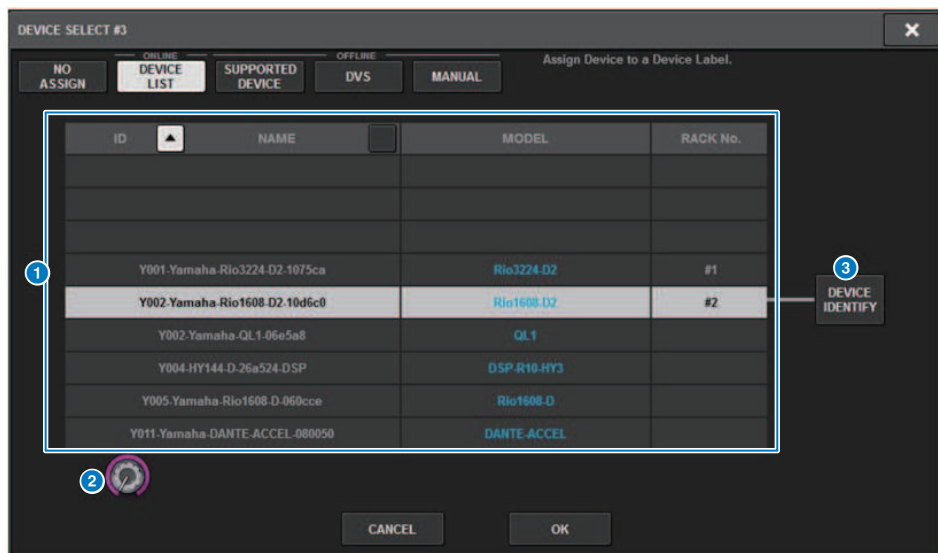 DEVICE SELECT #3
ONLINE OFFLINE
NO ASSIGN DEVICE LIST SUPPORTED DEVICE DVS MANUAL
Assign Device to a Device Label.
ID NAME MODEL RACK No.
1
Y001-Yamaha-Rio3224-D2-1075ca Rio3224-D2 #1
Y002-Yamaha-Rio1608-D2-10d6c0 Rio1608-D2 #2
3
DEVICE
IDENTIFY
Y002-Yamaha-QL1-06e5a8 QL1
Y004-HY144-D-26a524-DSP DSP-R10-HY3
Y005-Yamaha-Rio1608-D-060cce Rio1608-D
Y011-Yamaha-DANTE-ACCEL-080050 DANTE-ACCEL
2
CANCEL OK